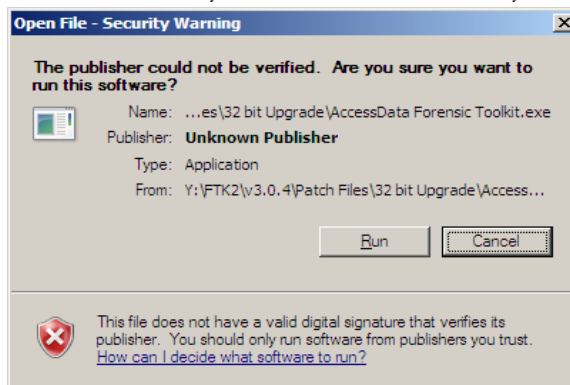 Open File - Security Warning
The publisher could not be verified. Are you sure you want to
run this software?
Name: ...es\32 bit Upgrade\AccessData Forensic Toolkit.exe
Publisher: Unknown Publisher
Type: Application
From: Y:\FTK2\v3.0.4\Patch Files\32 bit Upgrade\Access...
Run Cancel
This file does not have a valid digital signature that verifies its
publisher. You should only run software from publishers you trust.
How can I decide what software to run?